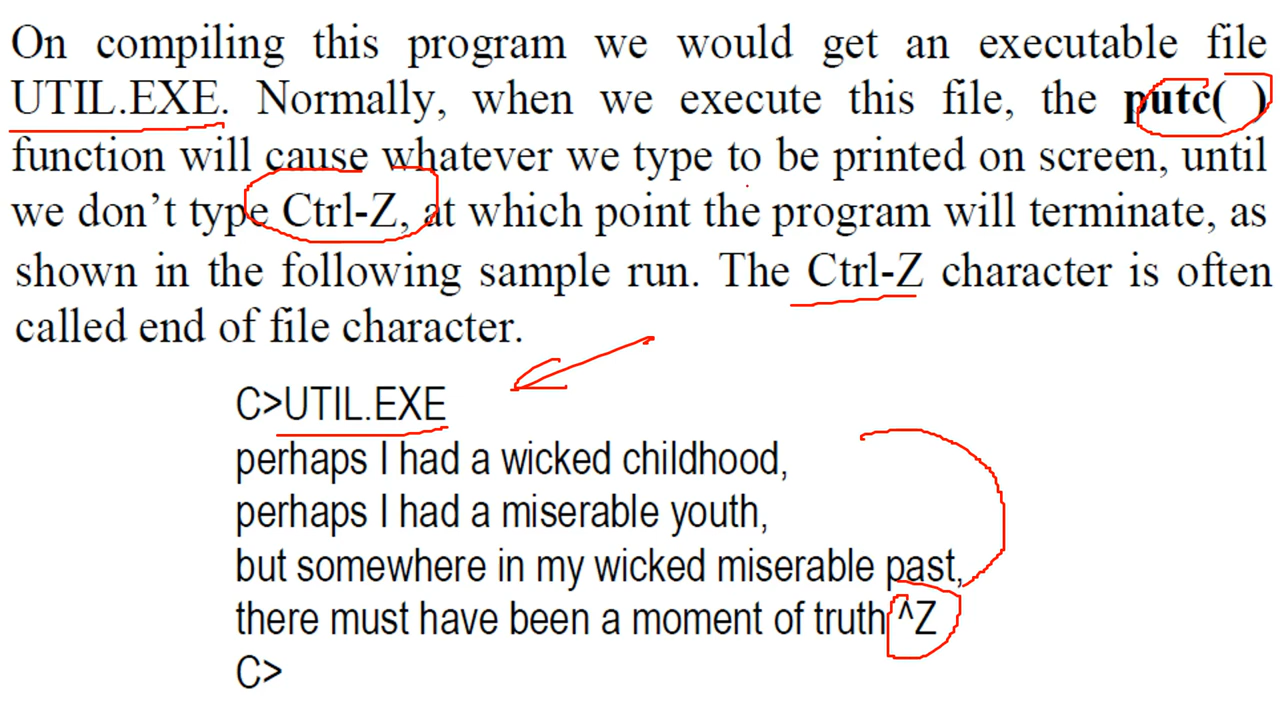 On compiling this program we would get an executable file
UTIL.EXE. Normally, when we execute this file, the putc( )
function will cause whatever we type to be printed on screen, until
we don't type Ctrl-Z, at which point the program will terminate, as
shown in the following sample run. The Ctrl-Z character is often
called end of file character.
C>UTIL.EXE
perhaps I had a wicked childhood,
perhaps I had a miserable youth,
but somewhere in my wicked miserable past,
there must have been a moment of truth ^Z
C>